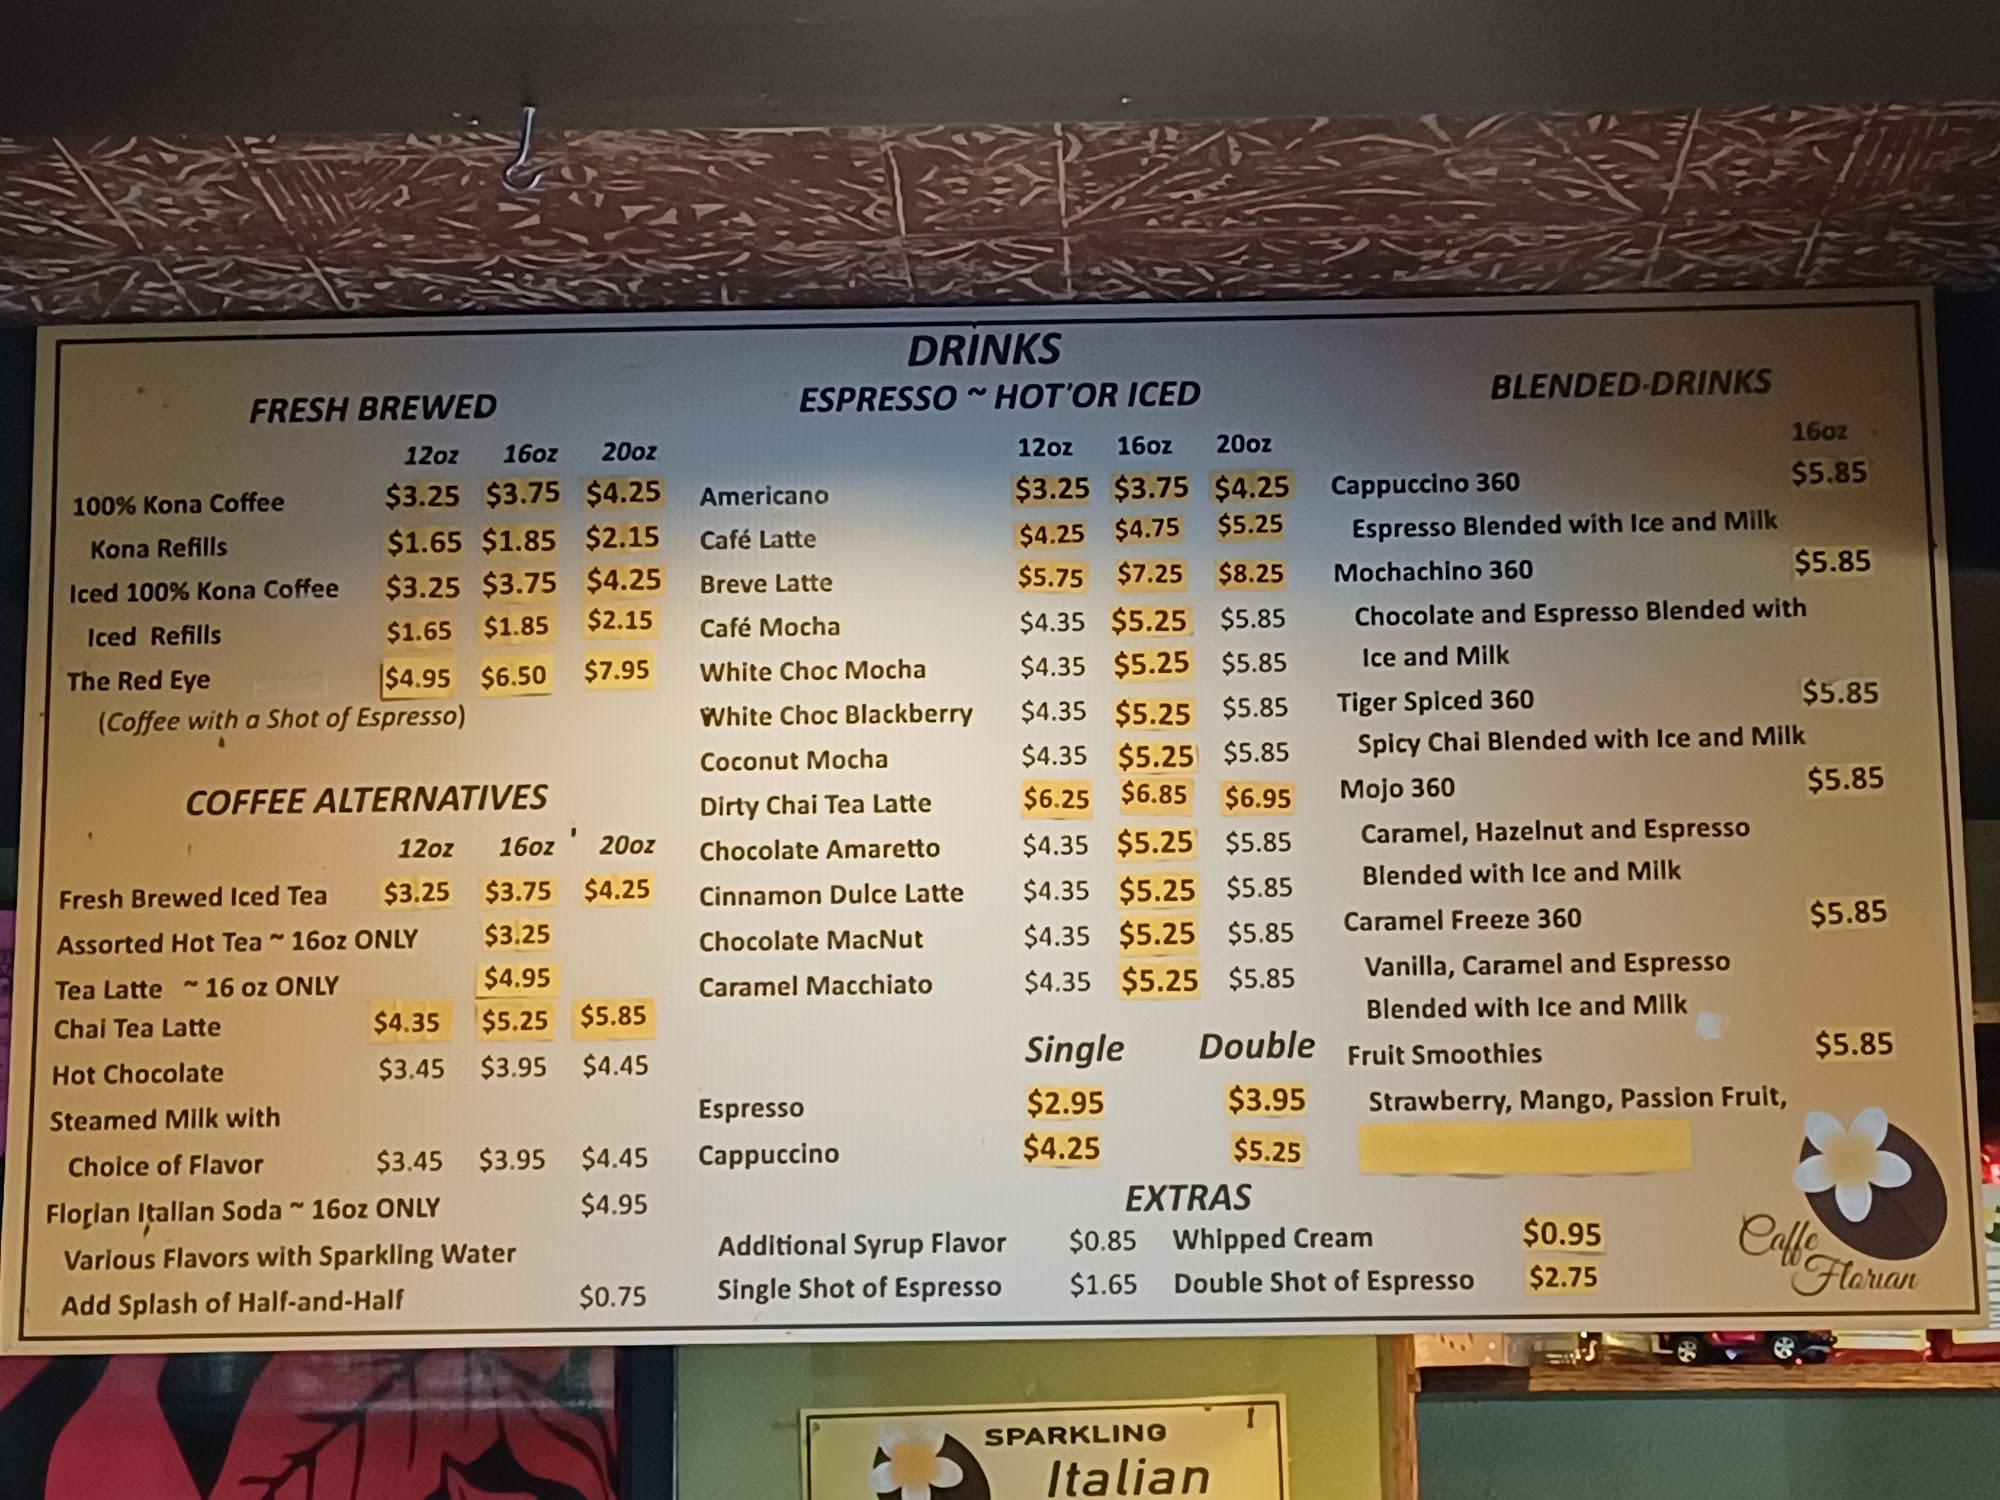 DRINKS
FRESH BREWED
12oz 16oz 20oz
100% Kona Coffee $3.25 $3.75 $4.25
Kona Refills $1.65 $1.85 $2.15
Iced 100% Kona Coffee $3.25 $3.75 $4.25
Iced Refills $1.65 $1.85 $2.15
The Red Eye $4.95 $6.50 $7.95
(Coffee with a Shot of Espresso)
COFFEE ALTERNATIVES
12oz 16oz 20oz
Fresh Brewed Iced Tea $3.25 $3.75 $4.25
Assorted Hot Tea ~ 16oz ONLY $3.25
Tea Latte ~ 16 oz ONLY $4.95
Chai Tea Latte $4.35 $5.25 $5.85
Hot Chocolate $3.45 $3.95 $4.45
Steamed Milk with
Choice of Flavor $3.45 $3.95 $4.45
Florian Italian Soda ~ 16oz ONLY $4.95
Various Flavors with Sparkling Water
Add Splash of Half-and-Half $0.75
ESPRESSO ~ HOT OR ICED
12oz 16oz 20oz
Americano $3.25 $3.75 $4.25
Café Latte $4.25 $4.75 $5.25
Breve Latte $5.75 $7.25 $8.25
Café Mocha $4.35 $5.25 $5.85
White Choc Mocha $4.35 $5.25 $5.85
White Choc Blackberry $4.35 $5.25 $5.85
Coconut Mocha $4.35 $5.25 $5.85
Dirty Chai Tea Latte $6.25 $6.85 $6.95
Chocolate Amaretto $4.35 $5.25 $5.85
Cinnamon Dulce Latte $4.35 $5.25 $5.85
Chocolate MacNut $4.35 $5.25 $5.85
Caramel Macchiato $4.35 $5.25 $5.85
Single Double
Espresso $2.95 $3.95
Cappuccino $4.25 $5.25
BLENDED DRINKS
16oz
Cappuccino 360 $5.85
Espresso Blended with Ice and Milk
Mochachino 360 $5.85
Chocolate and Espresso Blended with
Ice and Milk
Tiger Spiced 360 $5.85
Spicy Chai Blended with Ice and Milk
Mojo 360 $5.85
Caramel, Hazelnut and Espresso
Blended with Ice and Milk
Caramel Freeze 360 $5.85
Vanilla, Caramel and Espresso
Blended with Ice and Milk
Fruit Smoothies $5.85
Strawberry, Mango, Passion Fruit,
EXTRAS
Additional Syrup Flavor $0.85 Whipped Cream $0.95
Single Shot of Espresso $1.65 Double Shot of Espresso $2.75
Caffe
Florian
SPARKLING
Italian